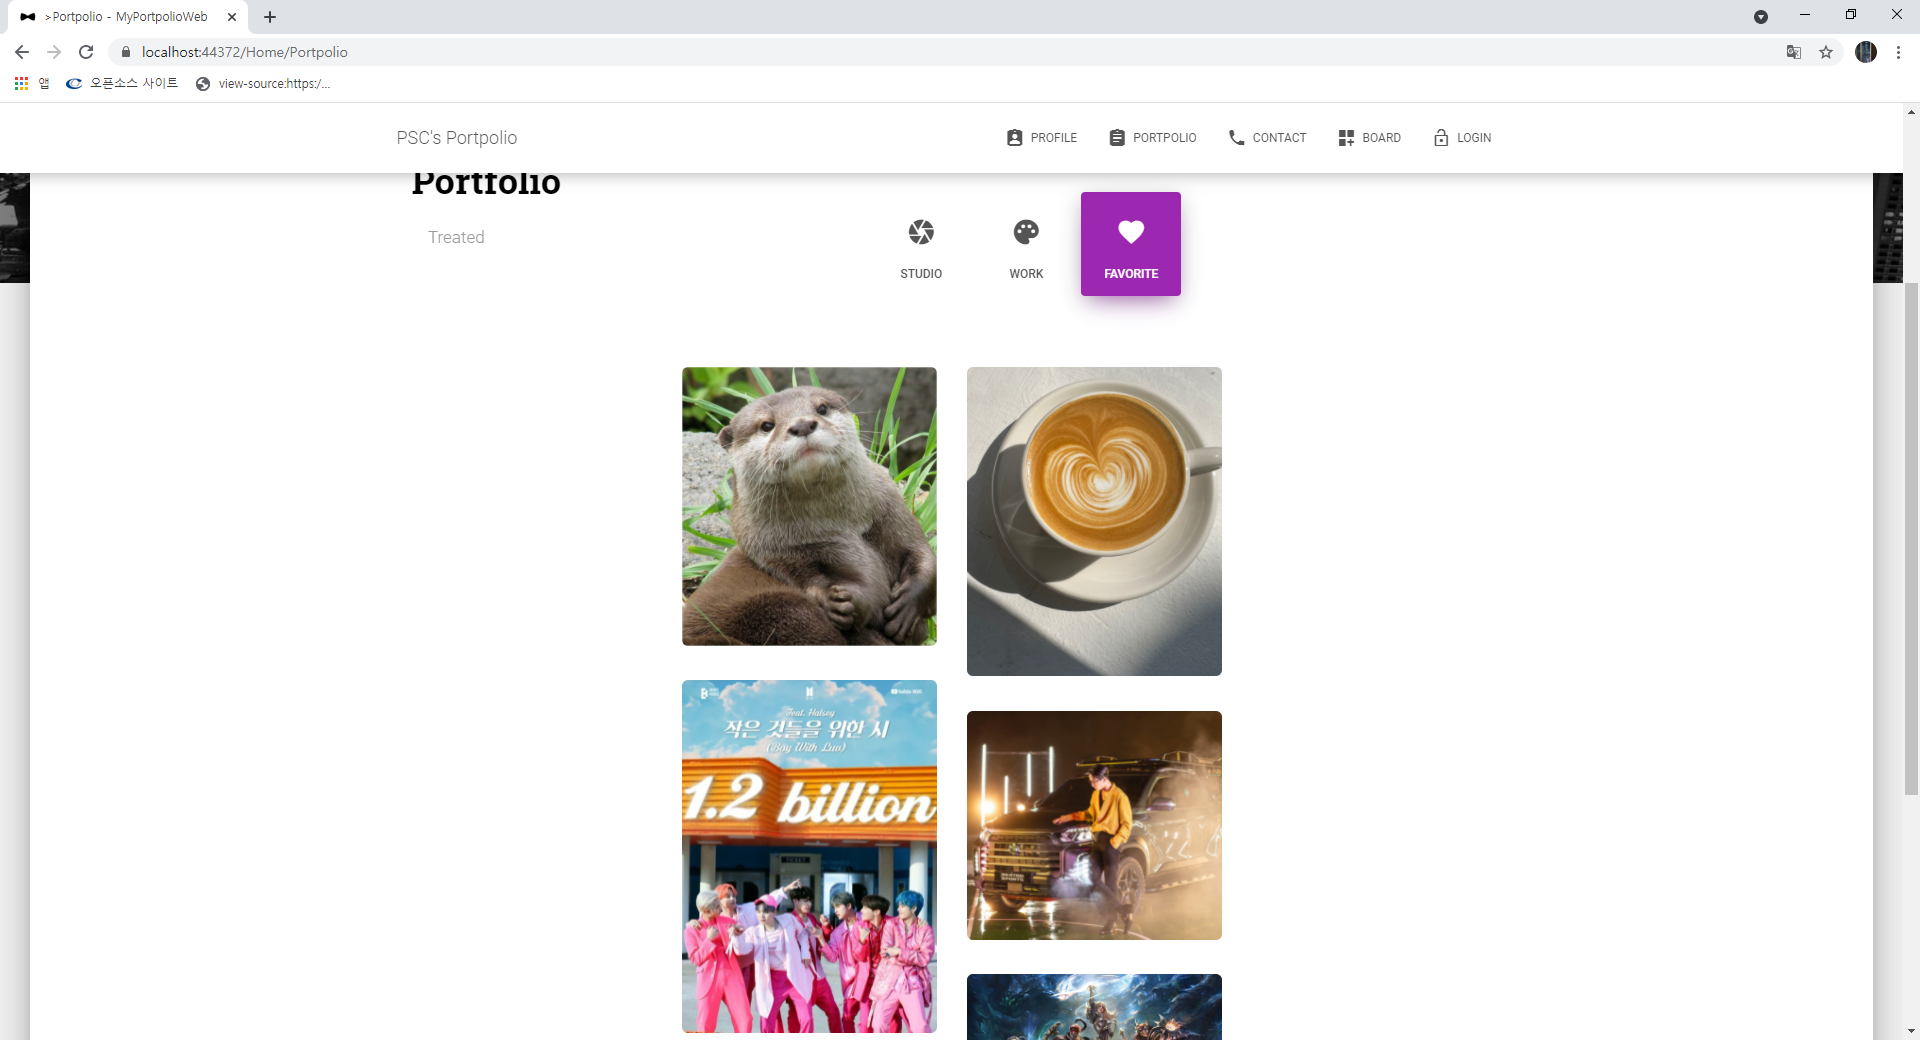 >Portpolio - MyPortpolioWeb
localhost:44372/Home/Portpolio
앱
오픈소스 사이트
view-source:https:/...
PSC's Portpolio
PROFILE
PORTPOLIO
CONTACT
BOARD
LOGIN
Portfolio
Treated
STUDIO
WORK
FAVORITE
Feat. Halsey
작은 것들을 위한 시
(Boy With Luv)
1.2 billion
TICKET